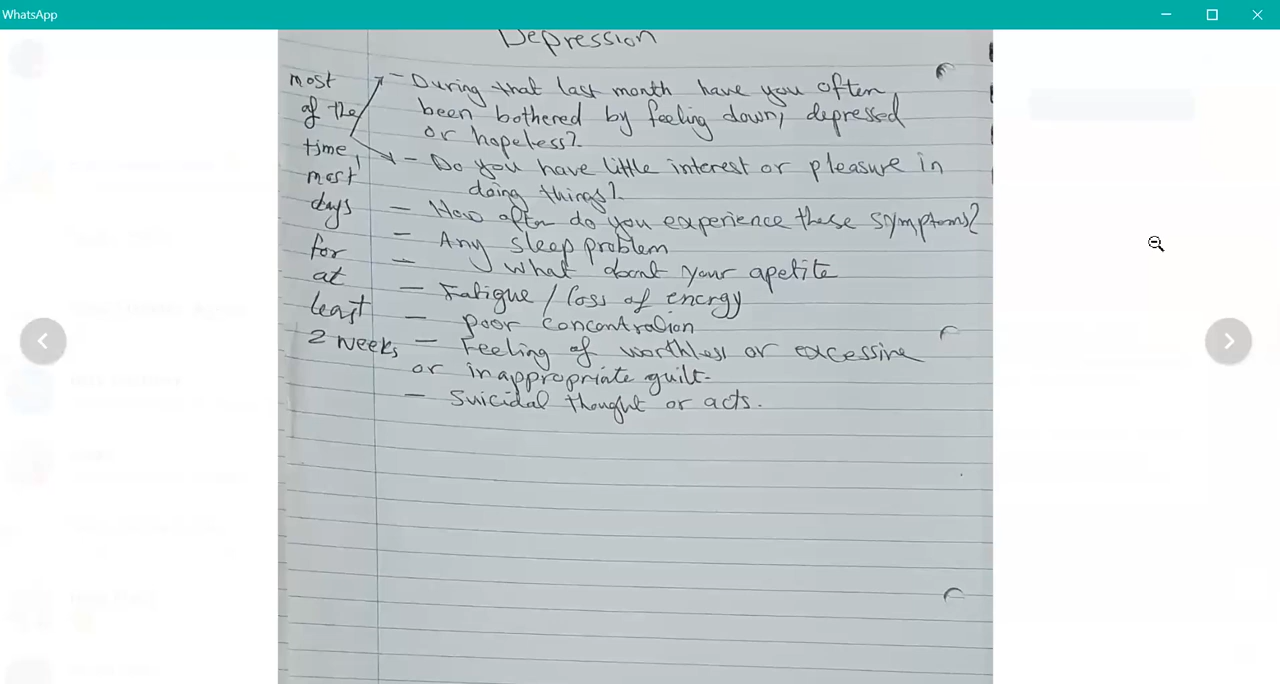 WhatsApp
Depression
most
of the
time,
most
days
for
at
least
2 weeks
- During that last month have you often
been bothered by feeling down, depressed
or hopeless?
- Do you have little interest or pleasure in
doing things?
- How often do you experience these symptoms?
- Any sleep problem
- What about your apetite
- Fatigue / loss of energy
- poor concontration
- Feeling of worthless or excessive
or inappropriate guilt.
- Suicidal thought or acts.